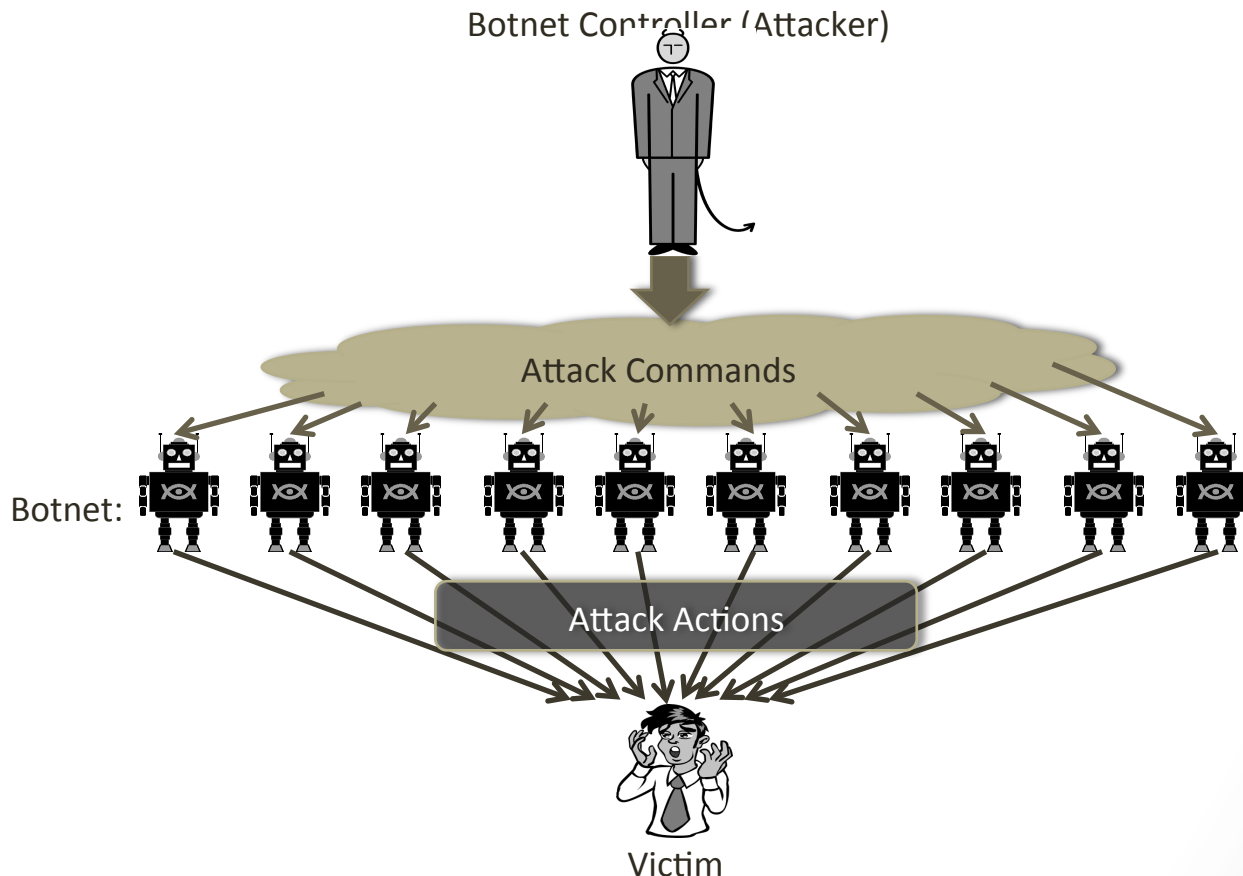 Botnet Controller (Attacker)
Attack Commands
Botnet:
Attack Actions
Victim